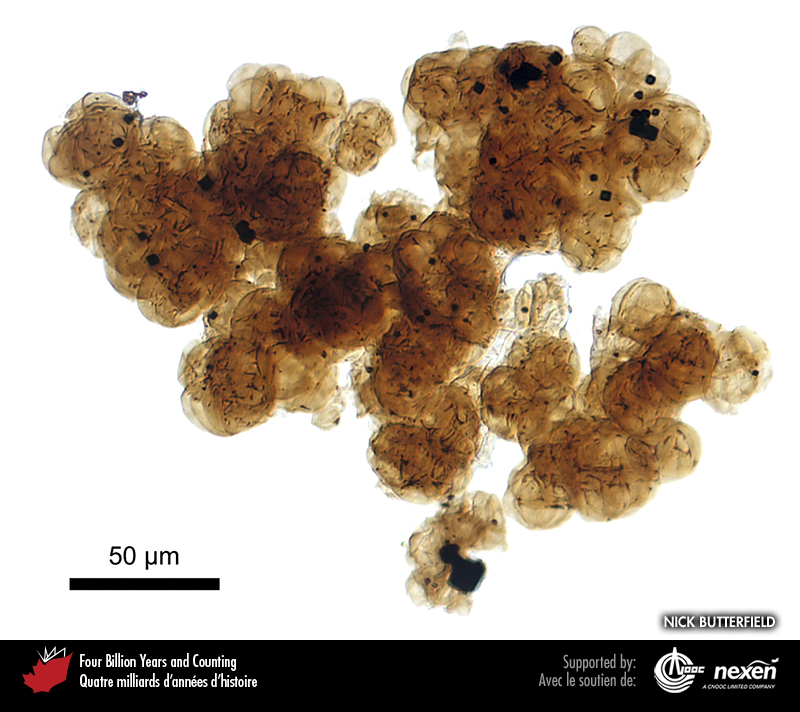 50 µm
NICK BUTTERFIELD
Four Billion Years and Counting
Quatre milliards d'années d'histoire
Supported by:
Avec le soutien de:
CNOOC
nexen
A CNOOC LIMITED COMPANY